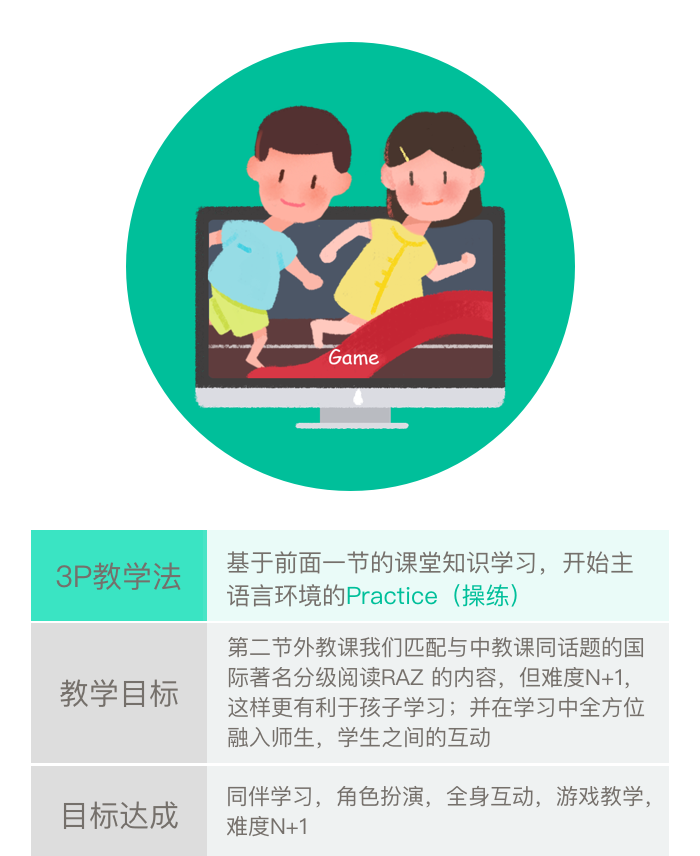 Game
3P教学法
基于前面一节的课堂知识学习，开始主
语言环境的Practice（操练）
教学目标
第二节外教课我们匹配与中教课同话题的国
际著名分级阅读RAZ 的内容，但难度N+1，
这样更有利于孩子学习；并在学习中全方位
融入师生，学生之间的互动
目标达成
同伴学习，角色扮演，全身互动，游戏教学，
难度N+1